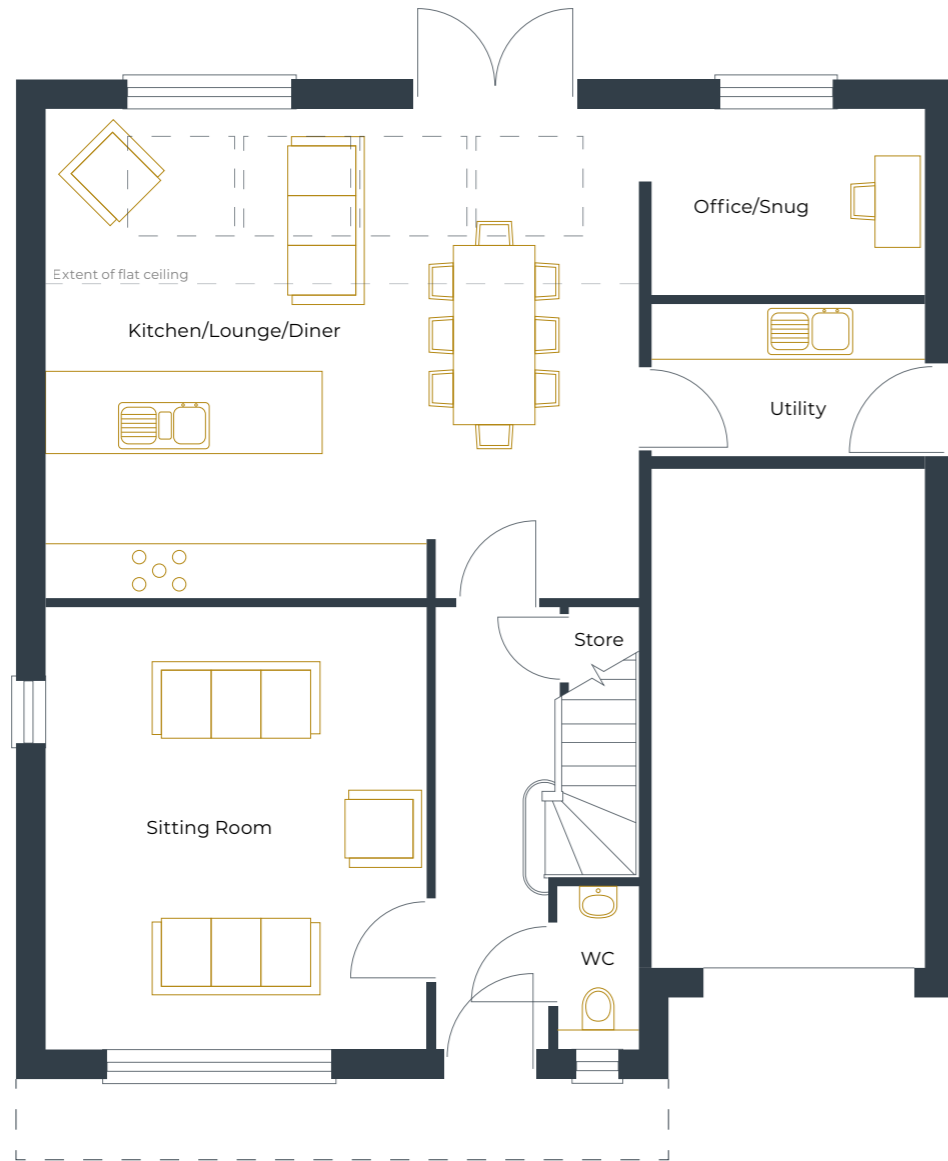 Office/Snug
Extent of flat ceiling
Kitchen/Lounge/Diner
Utility
Store
Sitting Room
WC